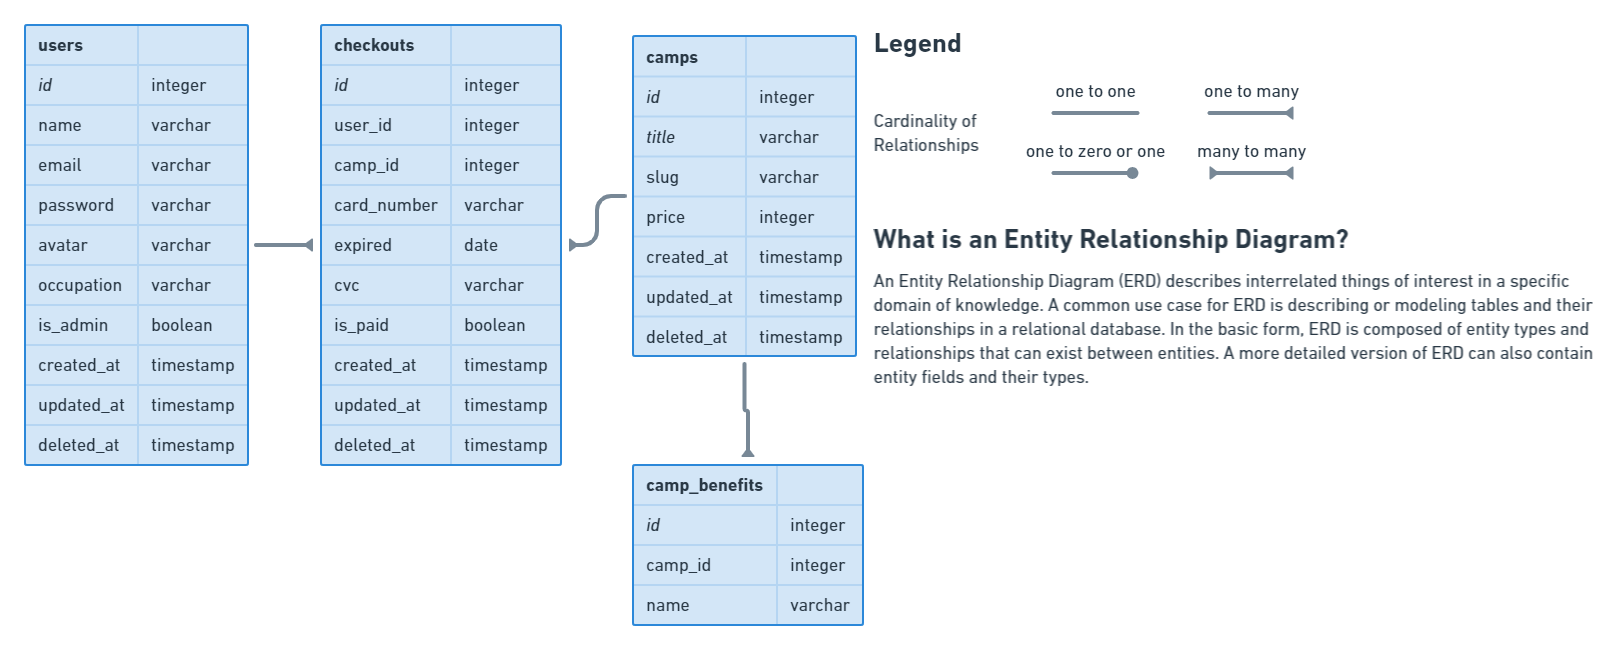 users
id integer
name varchar
email varchar
password varchar
avatar varchar
occupation varchar
is_admin boolean
created_at timestamp
updated_at timestamp
deleted_at timestamp
checkouts
id integer
user_id integer
camp_id integer
card_number varchar
expired date
cvc varchar
is_paid boolean
created_at timestamp
updated_at timestamp
deleted_at timestamp
camps
id integer
title varchar
slug varchar
price integer
created_at timestamp
updated_at timestamp
deleted_at timestamp
camp_benefits
id integer
camp_id integer
name varchar
Legend
Cardinality of
Relationships
one to one
one to many
one to zero or one
many to many
What is an Entity Relationship Diagram?
An Entity Relationship Diagram (ERD) describes interrelated things of interest in a specific
domain of knowledge. A common use case for ERD is describing or modeling tables and their
relationships in a relational database. In the basic form, ERD is composed of entity types and
relationships that can exist between entities. A more detailed version of ERD can also contain
entity fields and their types.